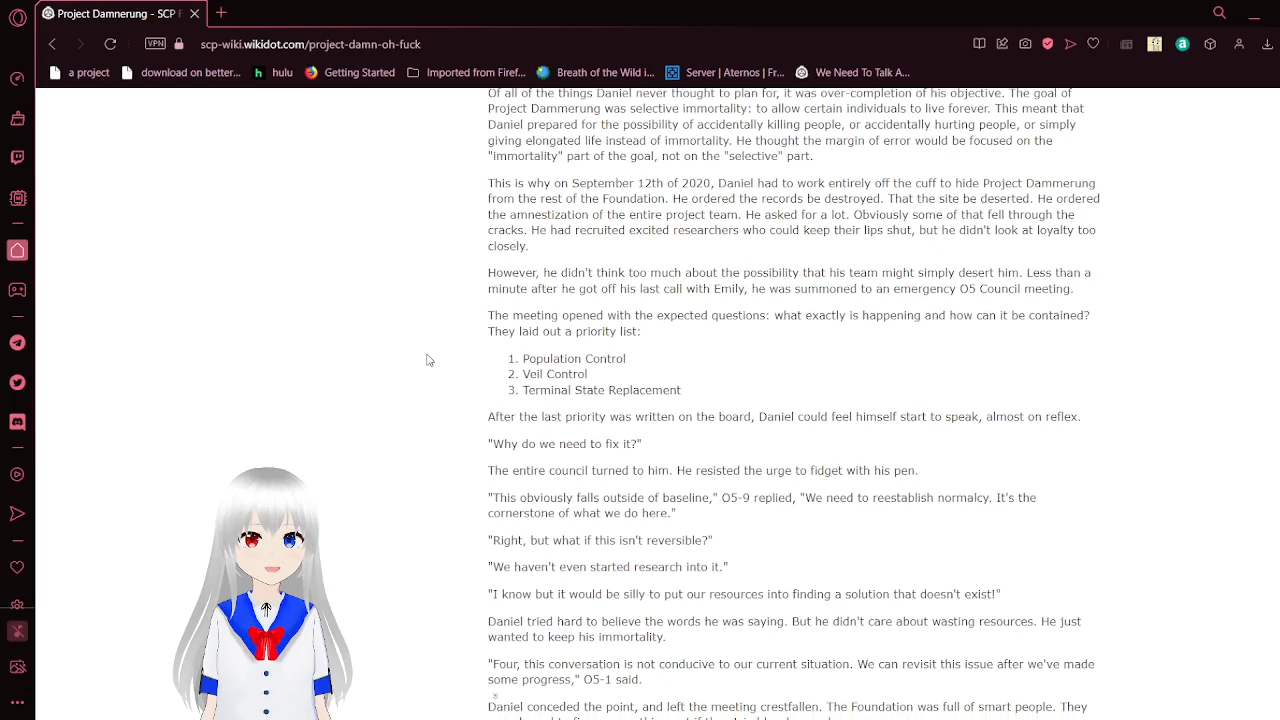 Project Damnerung - SCP F
VPN
scp-wiki.wikidot.com/project-damn-oh-fuck
a project
download on better...
hulu
Getting Started
Imported from Firef...
Breath of the Wild i...
Server | Aternos | Fr...
We Need To Talk A...
Of all of the things Daniel never thought to plan for, it was over-completion of his objective. The goal of
Project Dammerung was selective immortality: to allow certain individuals to live forever. This meant that
Daniel prepared for the possibility of accidentally killing people, or accidentally hurting people, or simply
giving elongated life instead of immortality. He thought the margin of error would be focused on the
"immortality" part of the goal, not on the "selective" part.
This is why on September 12th of 2020, Daniel had to work entirely off the cuff to hide Project Dammerung
from the rest of the Foundation. He ordered the records be destroyed. That the site be deserted. He ordered
the amnestization of the entire project team. He asked for a lot. Obviously some of that fell through the
cracks. He had recruited excited researchers who could keep their lips shut, but he didn't look at loyalty too
closely.
However, he didn't think too much about the possibility that his team might simply desert him. Less than a
minute after he got off his last call with Emily, he was summoned to an emergency O5 Council meeting.
The meeting opened with the expected questions: what exactly is happening and how can it be contained?
They laid out a priority list:
1. Population Control
2. Veil Control
3. Terminal State Replacement
After the last priority was written on the board, Daniel could feel himself start to speak, almost on reflex.
"Why do we need to fix it?"
The entire council turned to him. He resisted the urge to fidget with his pen.
"This obviously falls outside of baseline," O5-9 replied, "We need to reestablish normalcy. It's the
cornerstone of what we do here."
"Right, but what if this isn't reversible?"
"We haven't even started research into it."
"I know but it would be silly to put our resources into finding a solution that doesn't exist!"
Daniel tried hard to believe the words he was saying. But he didn't care about wasting resources. He just
wanted to keep his immortality.
"Four, this conversation is not conducive to our current situation. We can revisit this issue after we've made
some progress," O5-1 said.
Daniel conceded the point, and left the meeting crestfallen. The Foundation was full of smart people. They